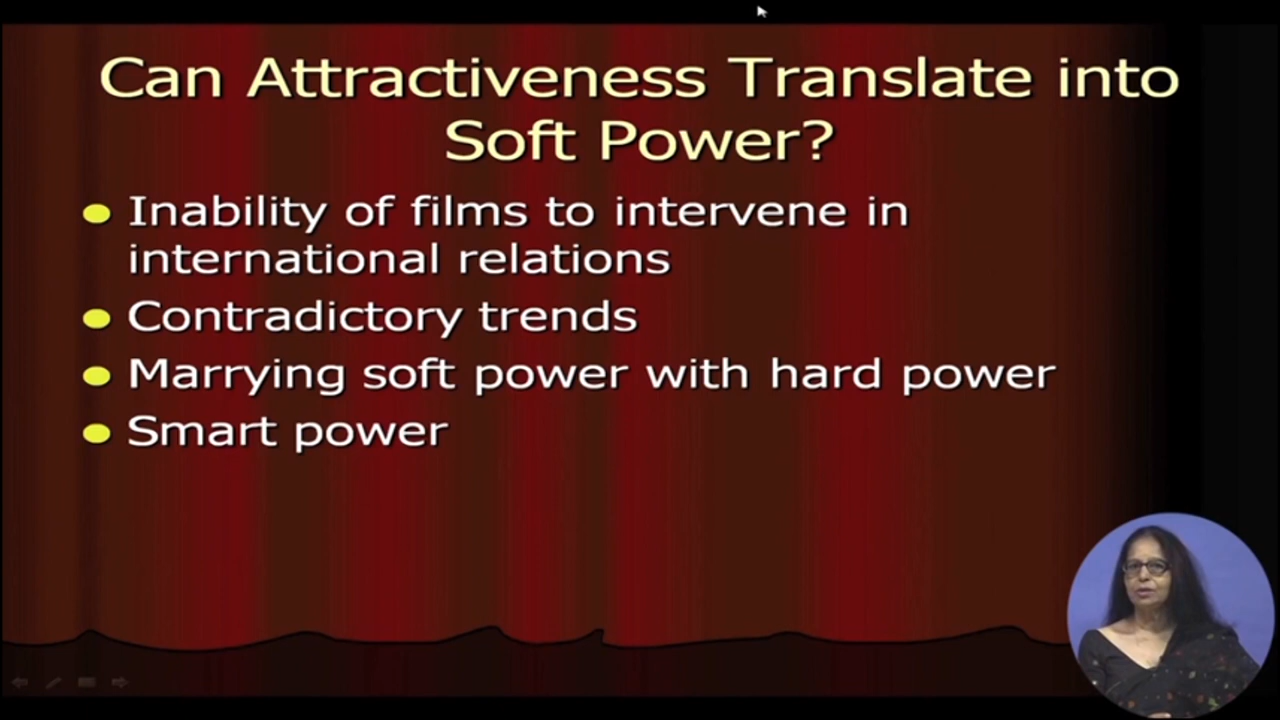 Can Attractiveness Translate into
Soft Power?
Inability of films to intervene in
international relations
Contradictory trends
Marrying soft power with hard power
Smart power